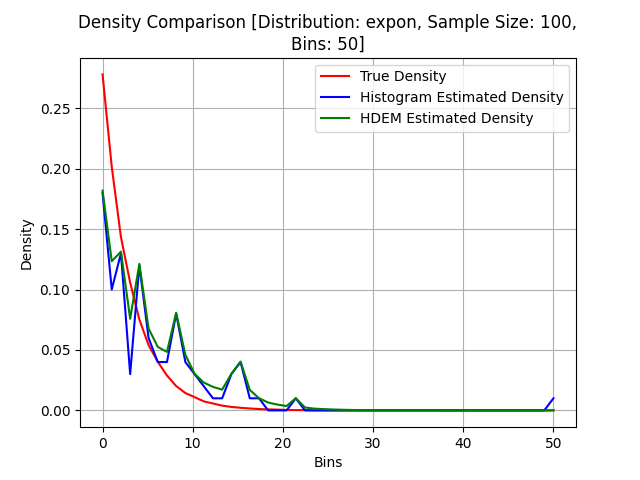 Density Comparison [Distribution: expon, Sample Size: 100,
Bins: 50]
True Density
Histogram Estimated Density
HDEM Estimated Density
Density
0.25
0.20
0.15
0.10
0.05
0.00
0 10 20 30 40 50
Bins